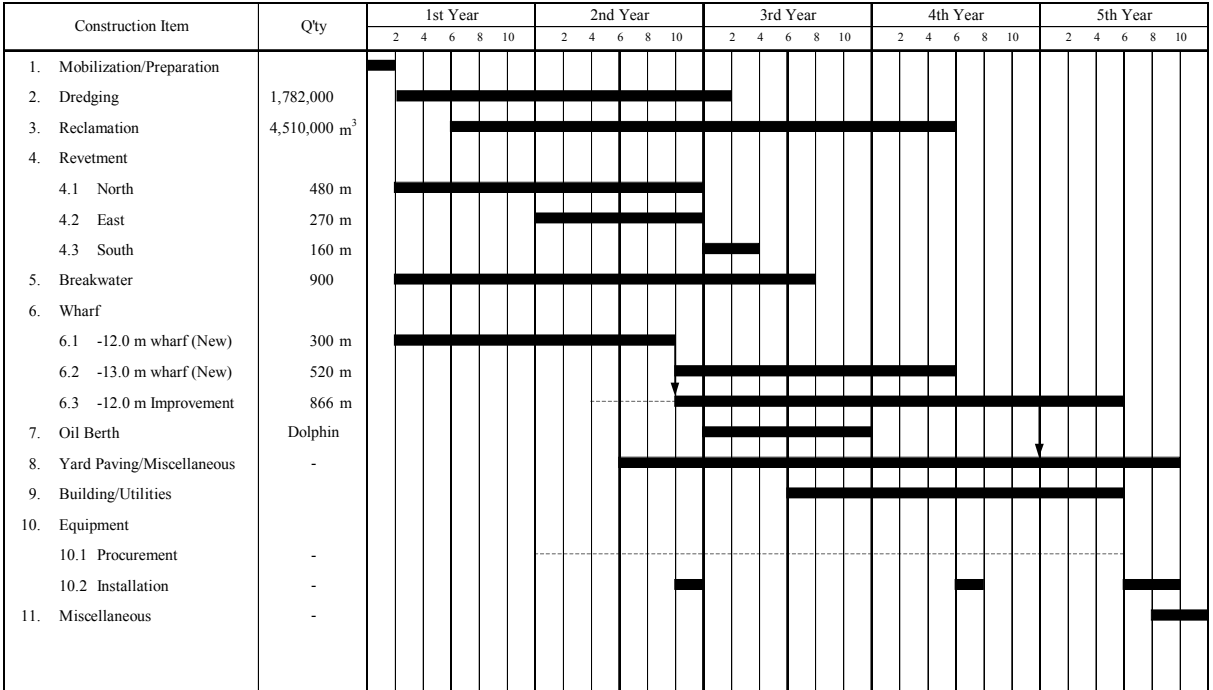 Construction Item Q'ty 1st Year 2nd Year 3rd Year 4th Year 5th Year
2 4 6 8 10 2 4 6 8 10 2 4 6 8 10 2 4 6 8 10 2 4 6 8 10
1. Mobilization/Preparation
2. Dredging 1,782,000
3. Reclamation 4,510,000 m³
4. Revetment
4.1 North 480 m
4.2 East 270 m
4.3 South 160 m
5. Breakwater 900
6. Wharf
6.1 -12.0 m wharf (New) 300 m
6.2 -13.0 m wharf (New) 520 m
6.3 -12.0 m Improvement 866 m
7. Oil Berth Dolphin
8. Yard Paving/Miscellaneous -
9. Building/Utilities -
10. Equipment
10.1 Procurement -
10.2 Installation -
11. Miscellaneous -